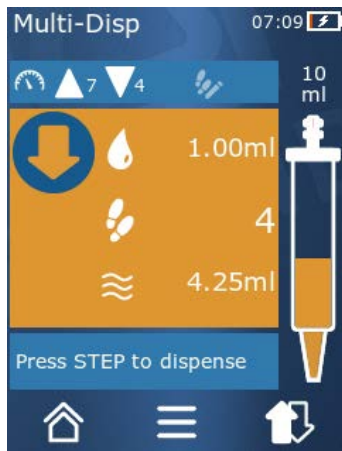 Multi-Disp 07:09
7 4
10
ml
1.00ml
4
4.25ml
Press STEP to dispense